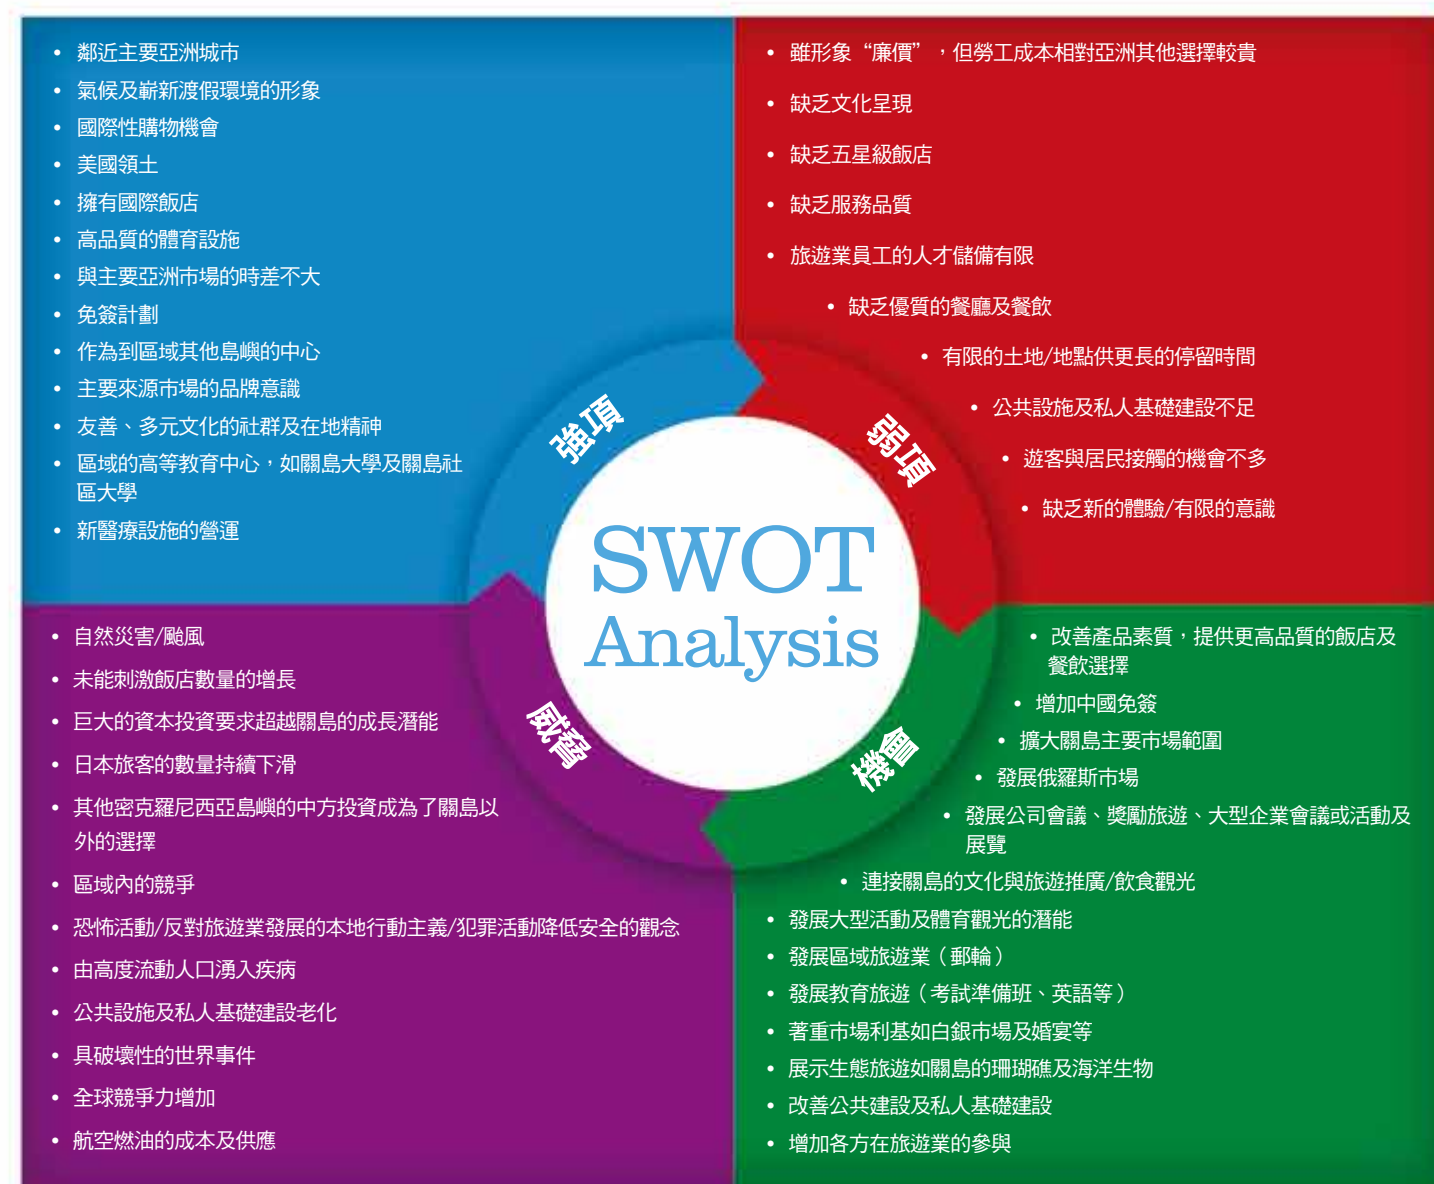 • 鄰近主要亞洲城市
• 氣候及嶄新渡假環境的形象
• 國際性購物機會
• 美國領土
• 擁有國際飯店
• 高品質的體育設施
• 與主要亞洲市場的時差不大
• 免簽計劃
• 作為到區域其他島嶼的中心
• 主要來源市場的品牌意識
• 友善、多元文化的社群及在地精神
• 區域的高等教育中心，如關島大學及關島社
區大學
• 新醫療設施的營運
強項
• 雖形象“廉價”，但勞工成本相對亞洲其他選擇較貴
• 缺乏文化呈現
• 缺乏五星級飯店
• 缺乏服務品質
• 旅遊業員工的人才儲備有限
• 缺乏優質的餐廳及餐飲
• 有限的土地/地點供更長的停留時間
• 公共設施及私人基礎建設不足
• 遊客與居民接觸的機會不多
• 缺乏新的體驗/有限的意識
弱項
SWOT
Analysis
• 自然災害/颱風
• 未能刺激飯店數量的增長
• 巨大的資本投資要求超越關島的成長潛能
• 日本旅客的數量持續下滑
• 其他密克羅尼西亞島嶼的中方投資成為了關島以
外的選擇
• 區域內的競爭
• 恐怖活動/反對旅遊業發展的本地行動主義/犯罪活動降低安全的觀念
• 由高度流動人口湧入疾病
• 公共設施及私人基礎建設老化
• 具破壞性的世界事件
• 全球競爭力增加
• 航空燃油的成本及供應
威脅
• 改善產品素質，提供更高品質的飯店及
餐飲選擇
• 增加中國免簽
• 擴大關島主要市場範圍
• 發展俄羅斯市場
• 發展公司會議、獎勵旅遊、大型企業會議或活動及
展覽
• 連接關島的文化與旅遊推廣/飲食觀光
• 發展大型活動及體育觀光的潛能
• 發展區域旅遊業（郵輪）
• 發展教育旅遊（考試準備班、英語等）
• 著重市場利基如白銀市場及婚宴等
• 展示生態旅遊如關島的珊瑚礁及海洋生物
• 改善公共建設及私人基礎建設
• 增加各方在旅遊業的參與
機會